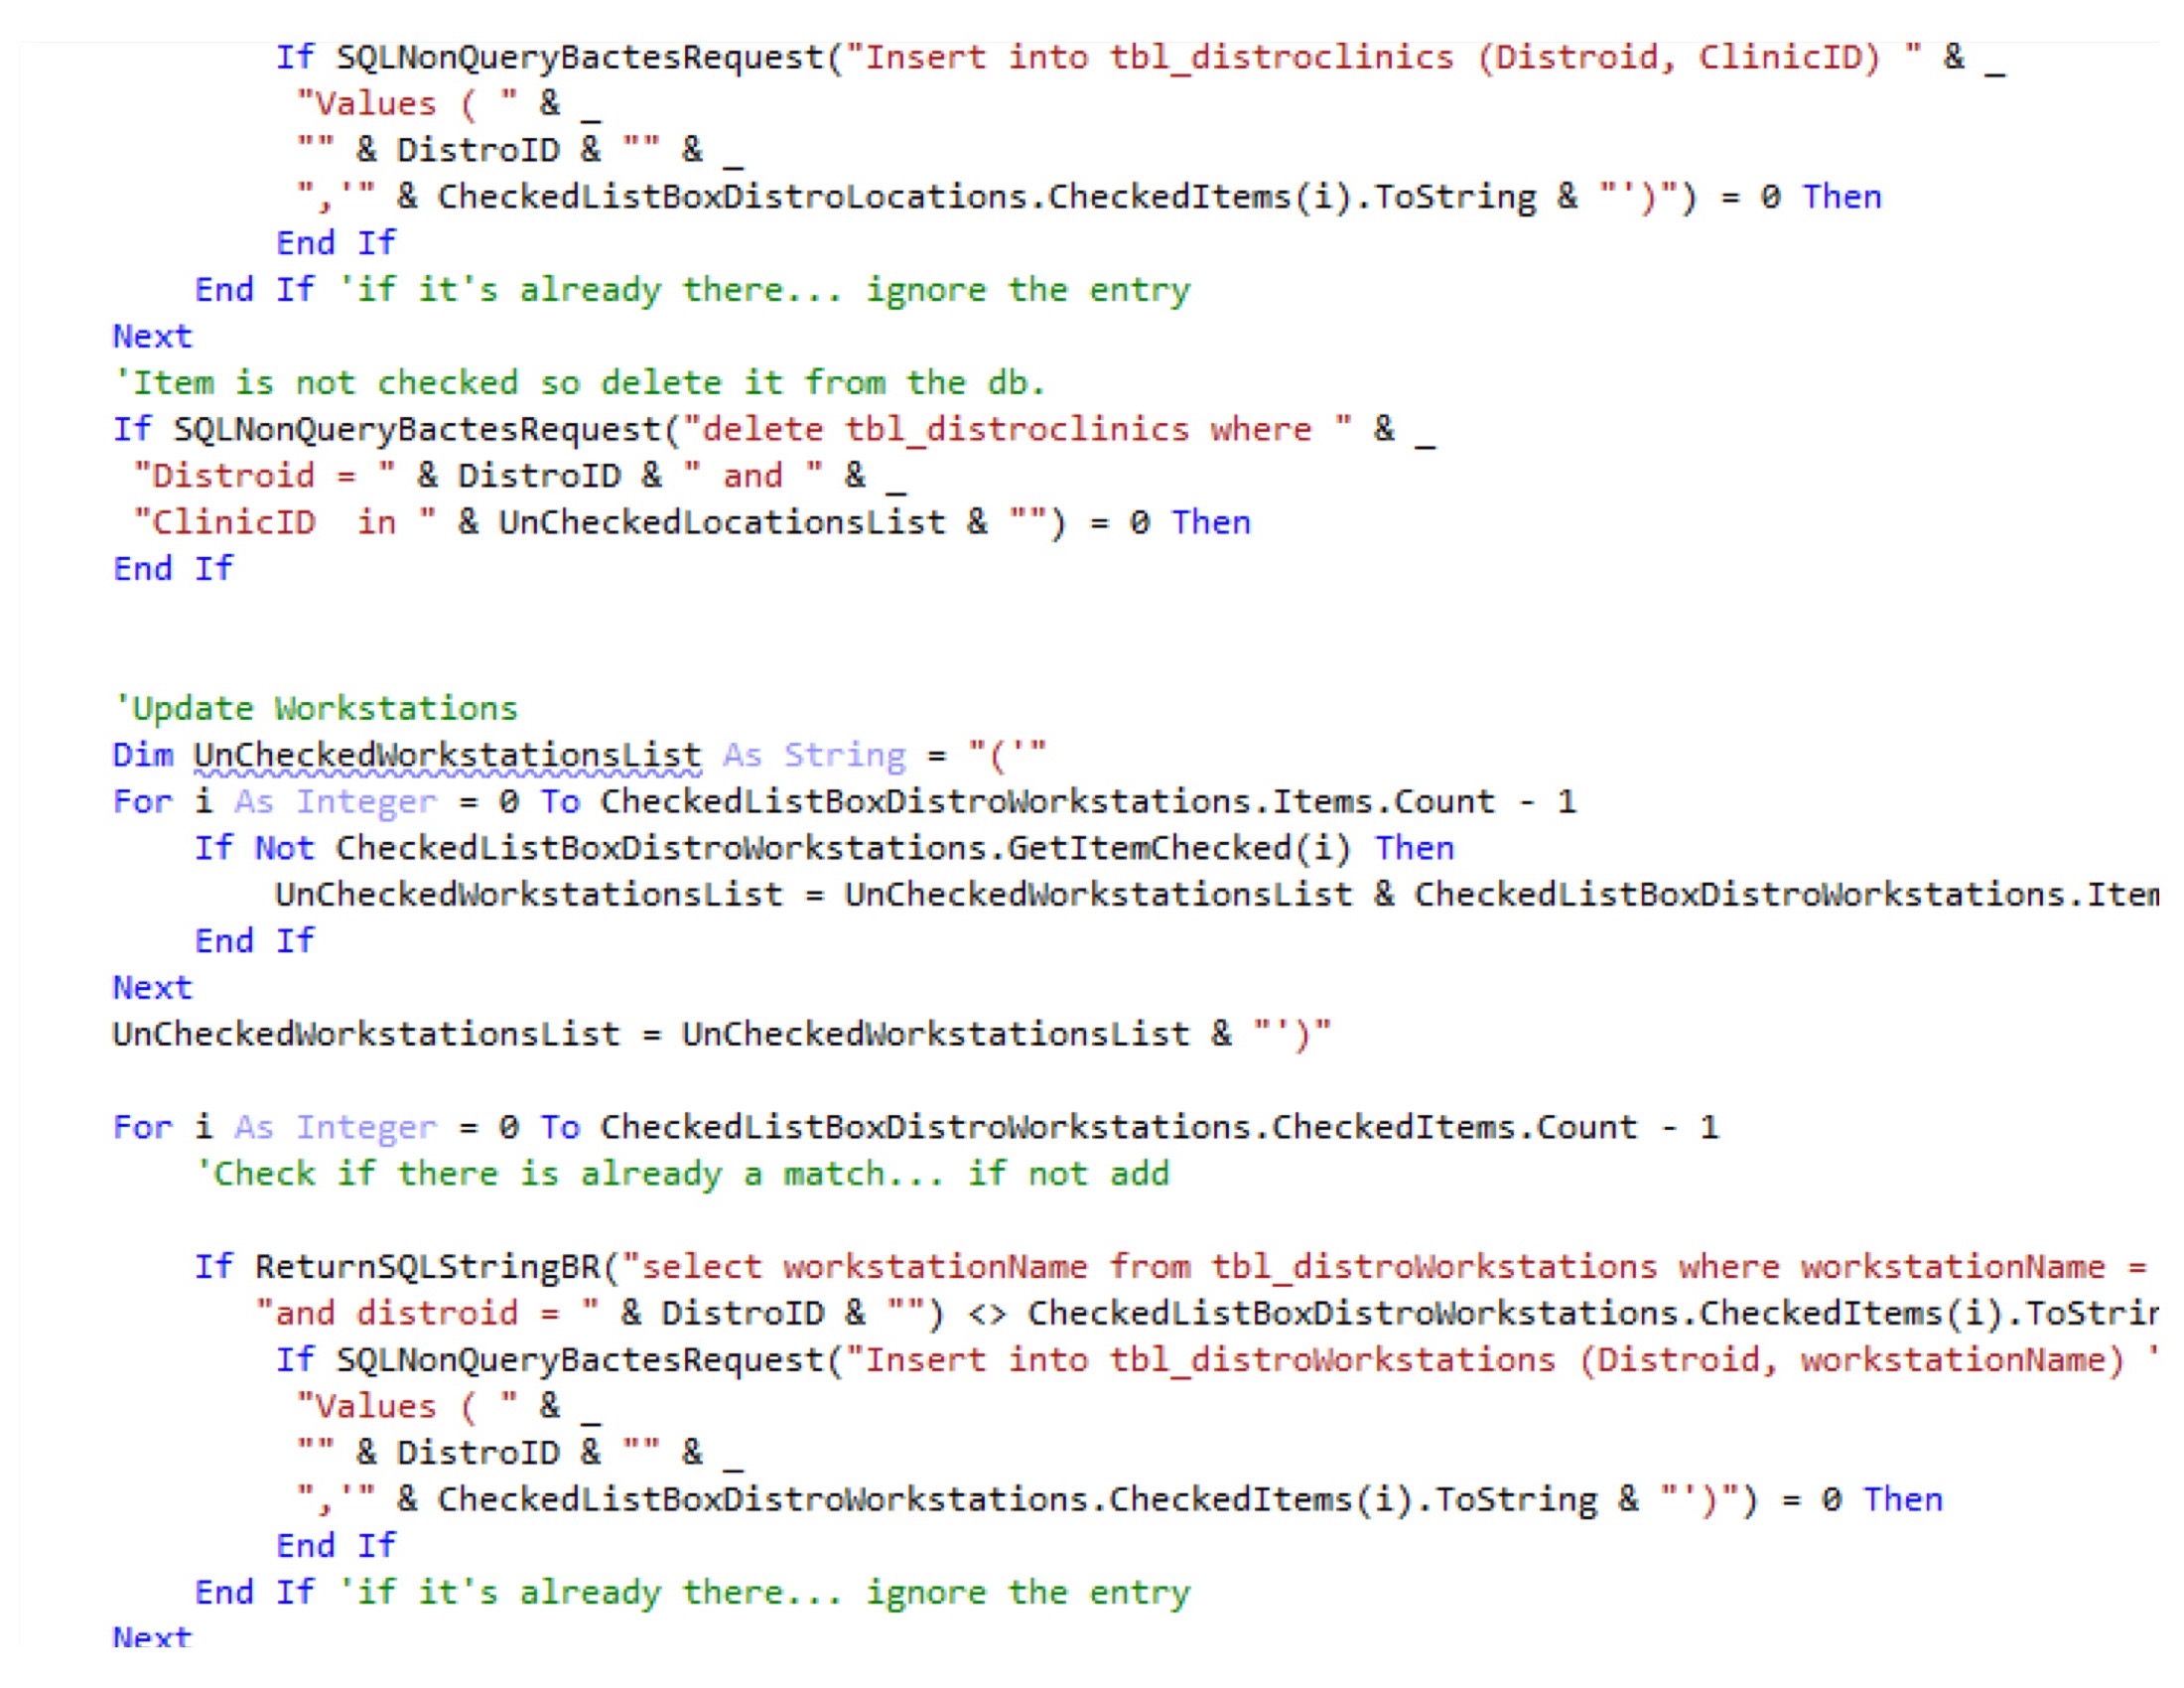 If SQLNonQueryBactesRequest("Insert into tbl_distroclinics (Distroid, ClinicID) " & _
"Values ( " & _
"" & DistroID & "" & _
",'" & CheckedListBoxDistroLocations.CheckedItems(i).ToString & "')") = 0 Then
End If
End If 'if it's already there... ignore the entry
Next
'Item is not checked so delete it from the db.
If SQLNonQueryBactesRequest("delete tbl_distroclinics where " & _
"Distroid = " & DistroID & " and " & _
"ClinicID  in " & UnCheckedLocationsList & "") = 0 Then
End If
'Update Workstations
Dim UnCheckedWorkstationsList As String = "('"
For i As Integer = 0 To CheckedListBoxDistroWorkstations.Items.Count - 1
If Not CheckedListBoxDistroWorkstations.GetItemChecked(i) Then
UnCheckedWorkstationsList = UnCheckedWorkstationsList & CheckedListBoxDistroWorkstations.Item
End If
Next
UnCheckedWorkstationsList = UnCheckedWorkstationsList & "')"
For i As Integer = 0 To CheckedListBoxDistroWorkstations.CheckedItems.Count - 1
'Check if there is already a match... if not add
If ReturnSQLStringBR("select workstationName from tbl_distroWorkstations where workstationName =
"and distroid = " & DistroID & "") <> CheckedListBoxDistroWorkstations.CheckedItems(i).ToStrin
If SQLNonQueryBactesRequest("Insert into tbl_distroWorkstations (Distroid, workstationName) "
"Values ( " & _
"" & DistroID & "" & _
",'" & CheckedListBoxDistroWorkstations.CheckedItems(i).ToString & "')") = 0 Then
End If
End If 'if it's already there... ignore the entry
Next